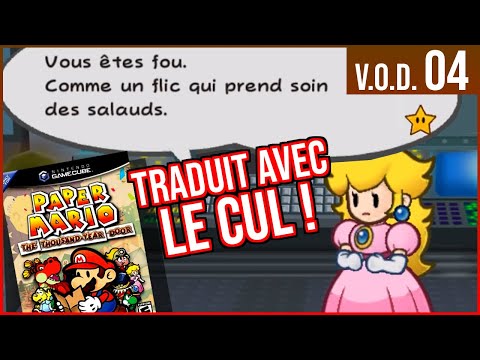 Vous êtes fou.
Comme un flic qui prend soin
des salauds.
V.O.D. 04
TRADUIT AVEC
LE CUL !
NINTENDO
GAMECUBE.
PAPER
MARIO
THE THOUSAND-YEAR DOOR